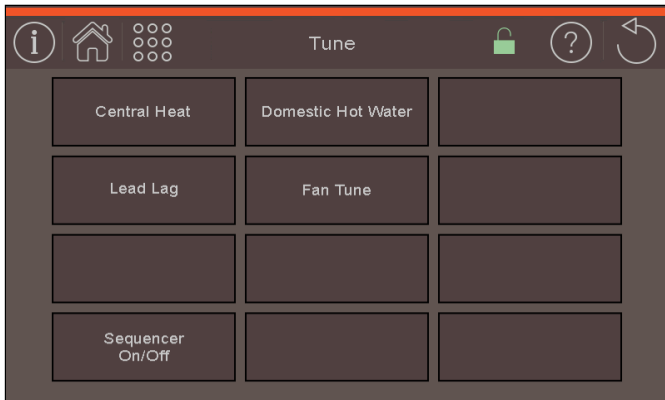 i
Tune
?
Central Heat
Domestic Hot Water
Lead Lag
Fan Tune
Sequencer
On/Off